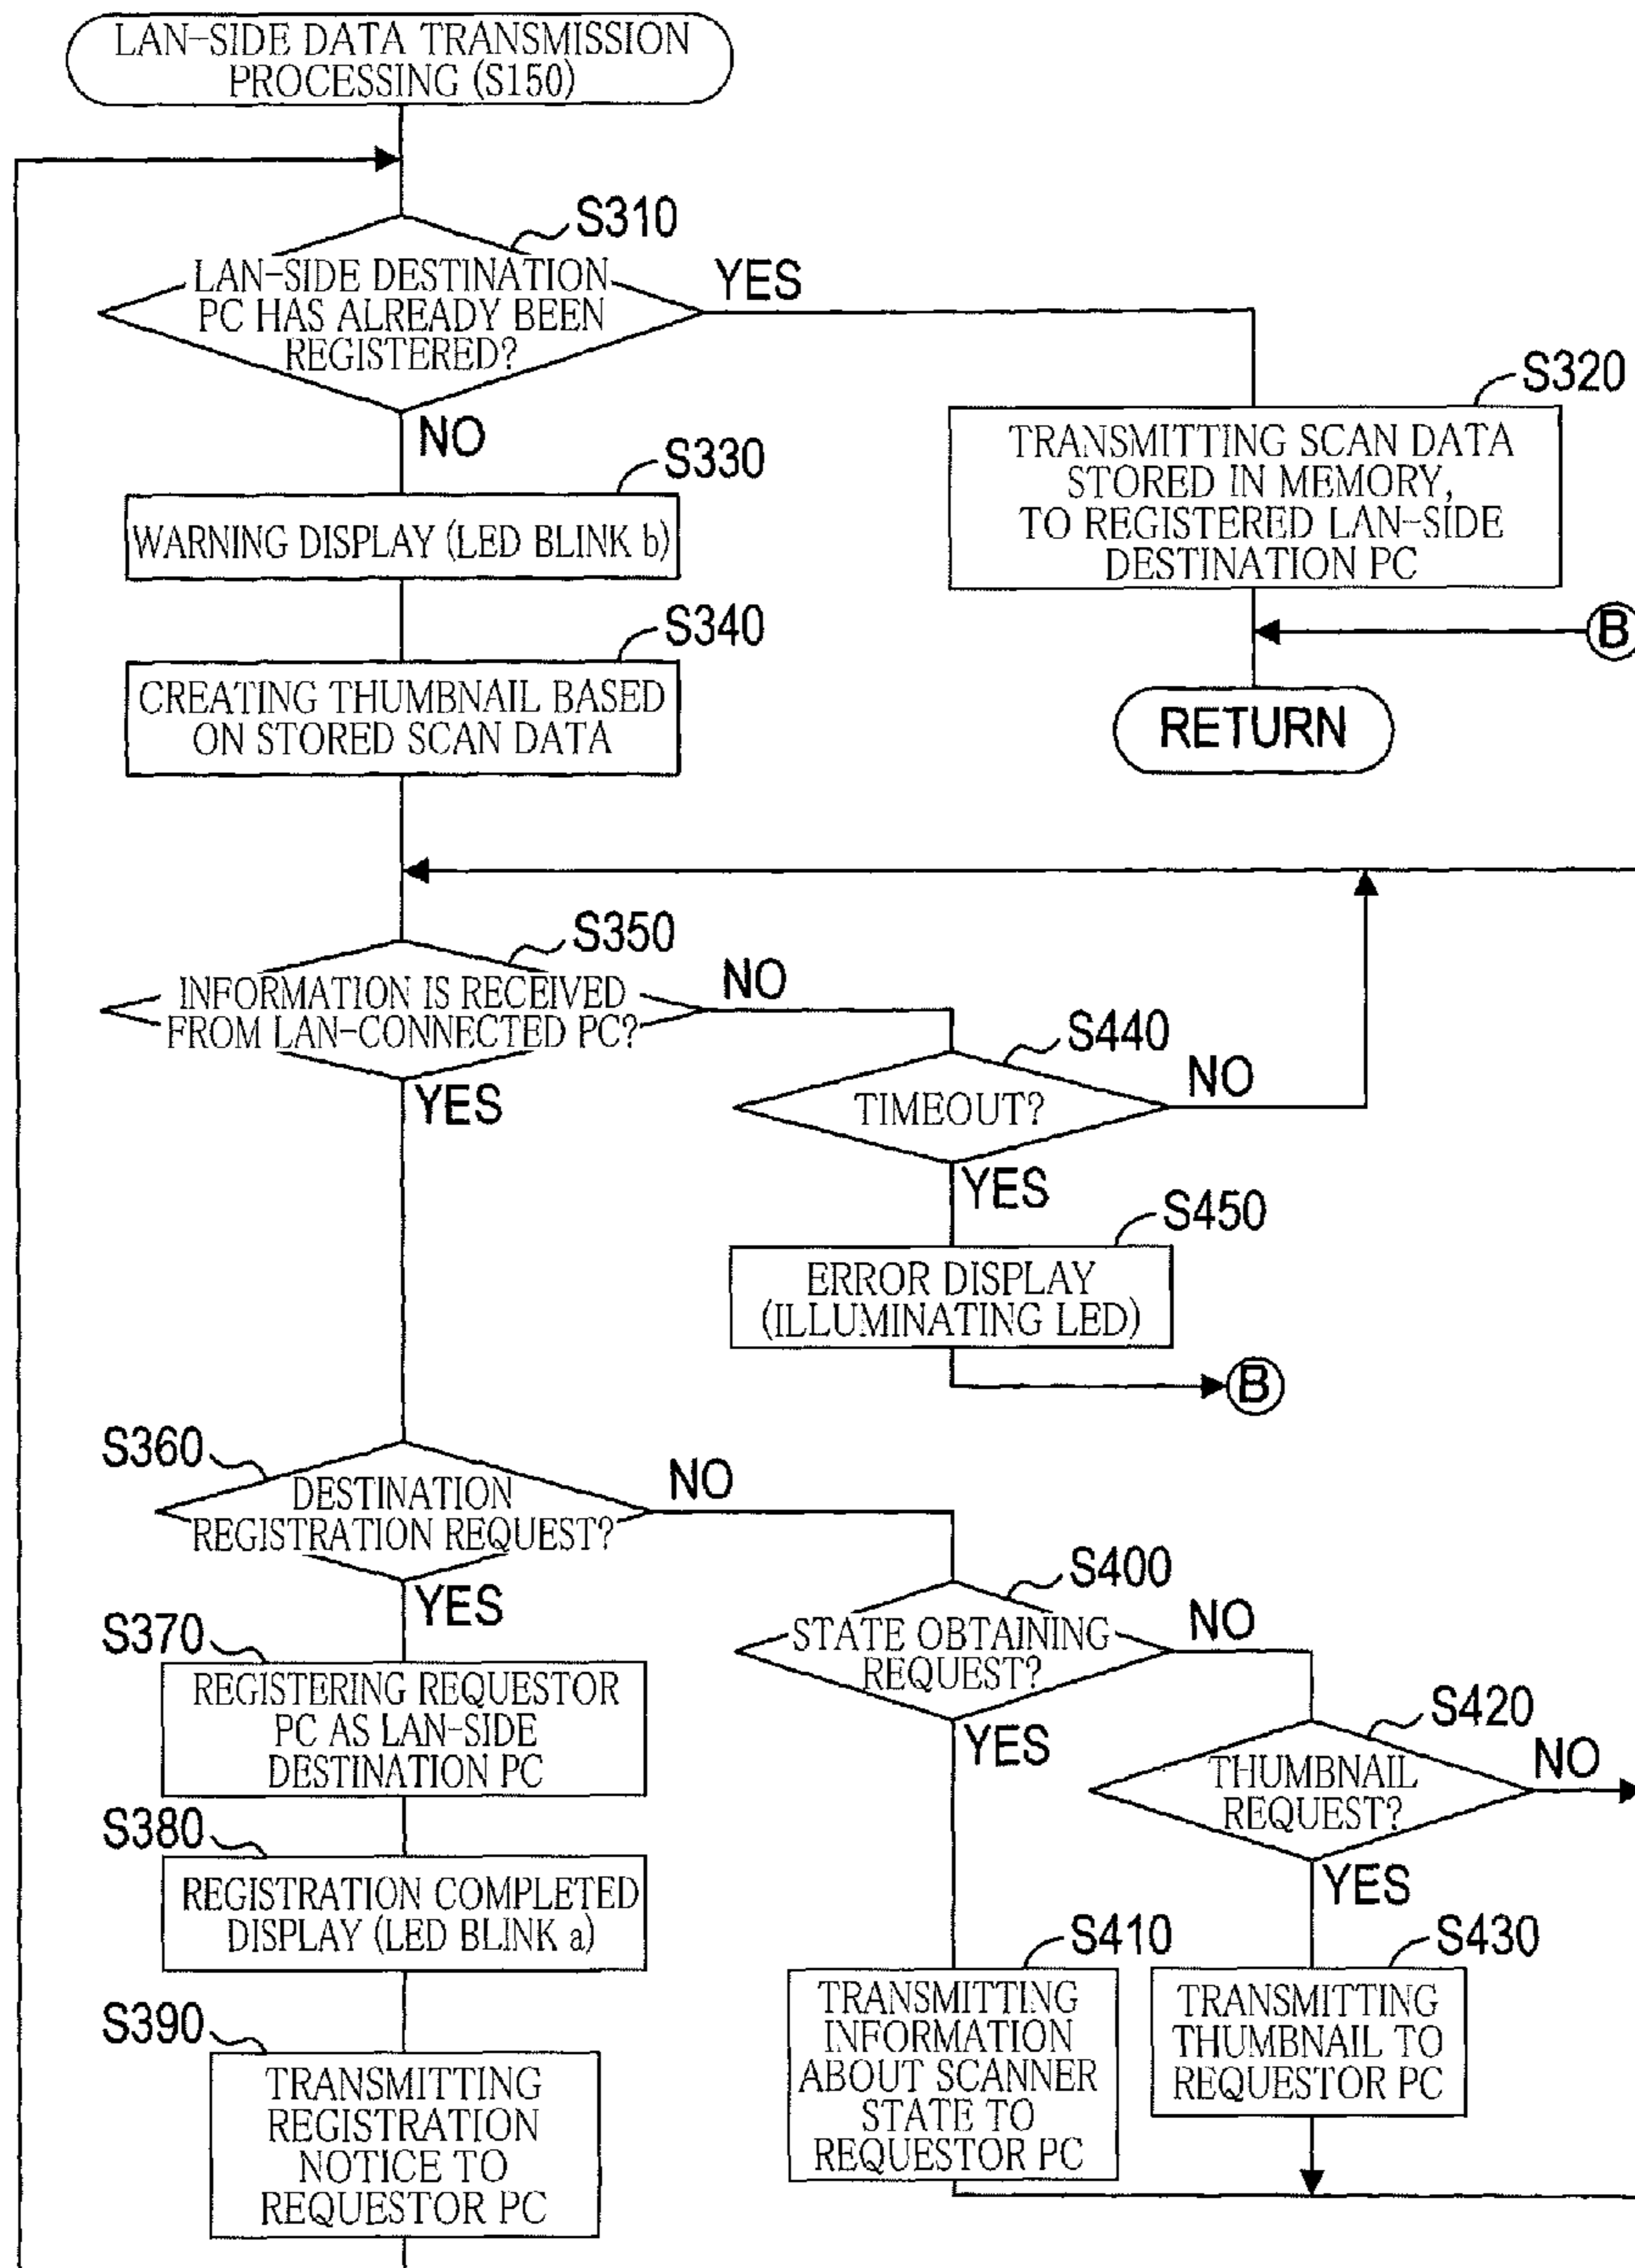 LAN-SIDE DATA TRANSMISSION
PROCESSING (S150)
S310
LAN-SIDE DESTINATION
PC HAS ALREADY BEEN
REGISTERED?
YES
NO
S320
TRANSMITTING SCAN DATA
STORED IN MEMORY,
TO REGISTERED LAN-SIDE
DESTINATION PC
S330
WARNING DISPLAY (LED BLINK b)
B
S340
CREATING THUMBNAIL BASED
ON STORED SCAN DATA
RETURN
S350
INFORMATION IS RECEIVED
FROM LAN-CONNECTED PC?
NO
YES
S440
TIMEOUT?
NO
YES
S450
ERROR DISPLAY
(ILLUMINATING LED)
B
S360
DESTINATION
REGISTRATION REQUEST?
NO
YES
S400
STATE OBTAINING
REQUEST?
NO
YES
S370
REGISTERING REQUESTOR
PC AS LAN-SIDE
DESTINATION PC
S420
THUMBNAIL
REQUEST?
NO
YES
S380
REGISTRATION COMPLETED
DISPLAY (LED BLINK a)
S410
TRANSMITTING
INFORMATION
ABOUT SCANNER
STATE TO
REQUESTOR PC
S430
TRANSMITTING
THUMBNAIL TO
REQUESTOR PC
S390
TRANSMITTING
REGISTRATION
NOTICE TO
REQUESTOR PC